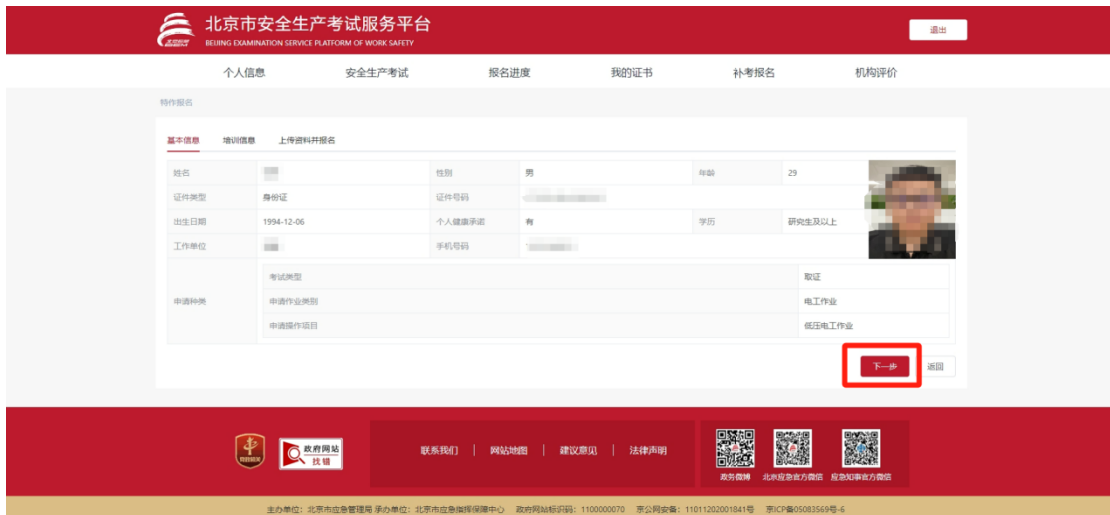 北京市安全生产考试服务平台
BEIJING EXAMINATION SERVICE PLATFORM OF WORK SAFETY
退出
个人信息 安全生产考试 报名进度 我的证书 补考报名 机构评价
特作报名
基本信息 培训信息 上传资料并报名
姓名 性别 男 年龄 29
证件类型 身份证 证件号码
出生日期 1994-12-06 个人健康承诺 有 学历 研究生及以上
工作单位 手机号码
考试类型 取证
申请种类 申请作业类别 电工作业
申请操作项目 低压电工作业
下一步 返回
政府网站
找错
联系我们 | 网站地图 | 建议意见 | 法律声明
政务微博 北京应急官方微信 应急知事官方微信
主办单位：北京市应急管理局 承办单位：北京市应急指挥保障中心 政府网站标识码：1100000070 京公网安备：11011202001841号 京ICP备05083569号-6